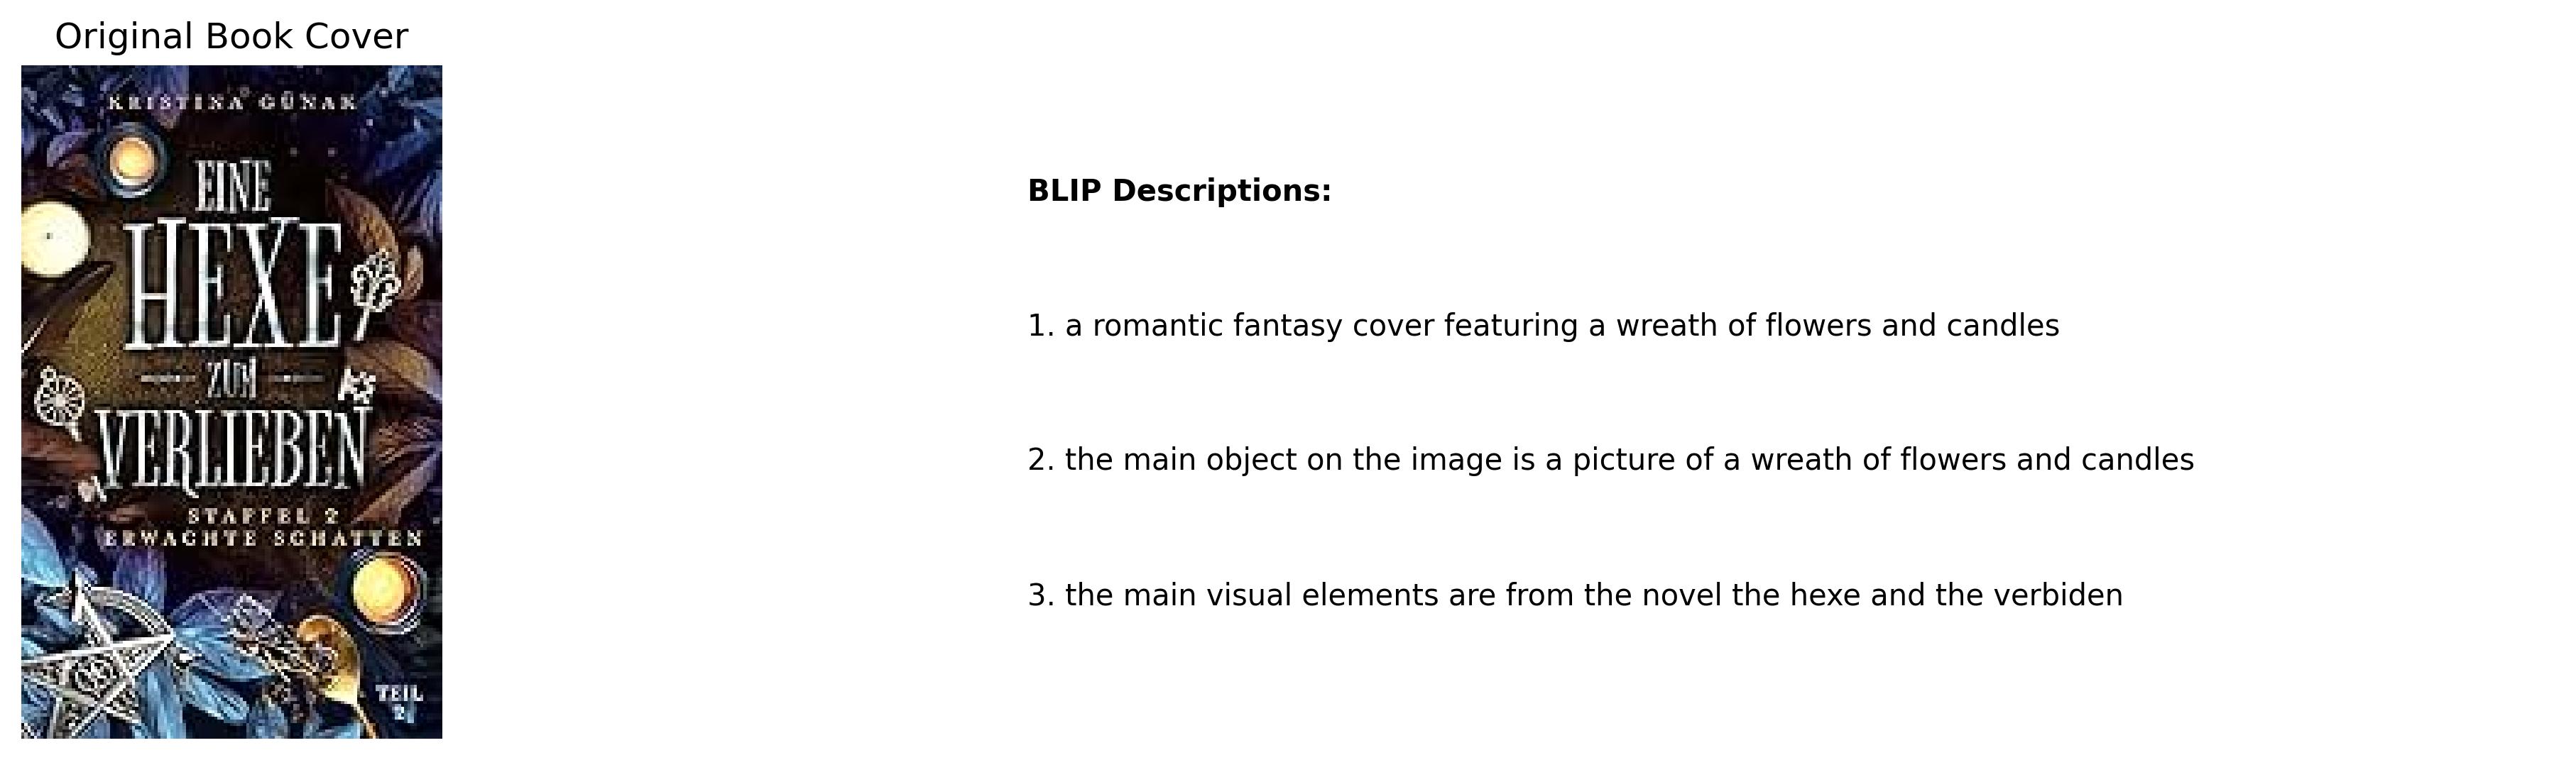 Original Book Cover
KRISTINA GÜNAK
EINE
HEXE
ZUM
VERLIEBEN
STAFFEL 2
ERWACHTE SCHATTEN
TEIL
2
BLIP Descriptions:
1. a romantic fantasy cover featuring a wreath of flowers and candles
2. the main object on the image is a picture of a wreath of flowers and candles
3. the main visual elements are from the novel the hexe and the verbiden